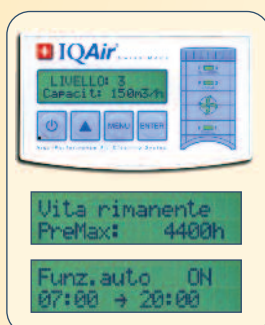 IQAir
LIVELLO: 3
Capacit: 150m3/h
MENU
ENTER
Vita rimanente
PreMax: 4400h
Funz.auto ON
07:00 → 20:00